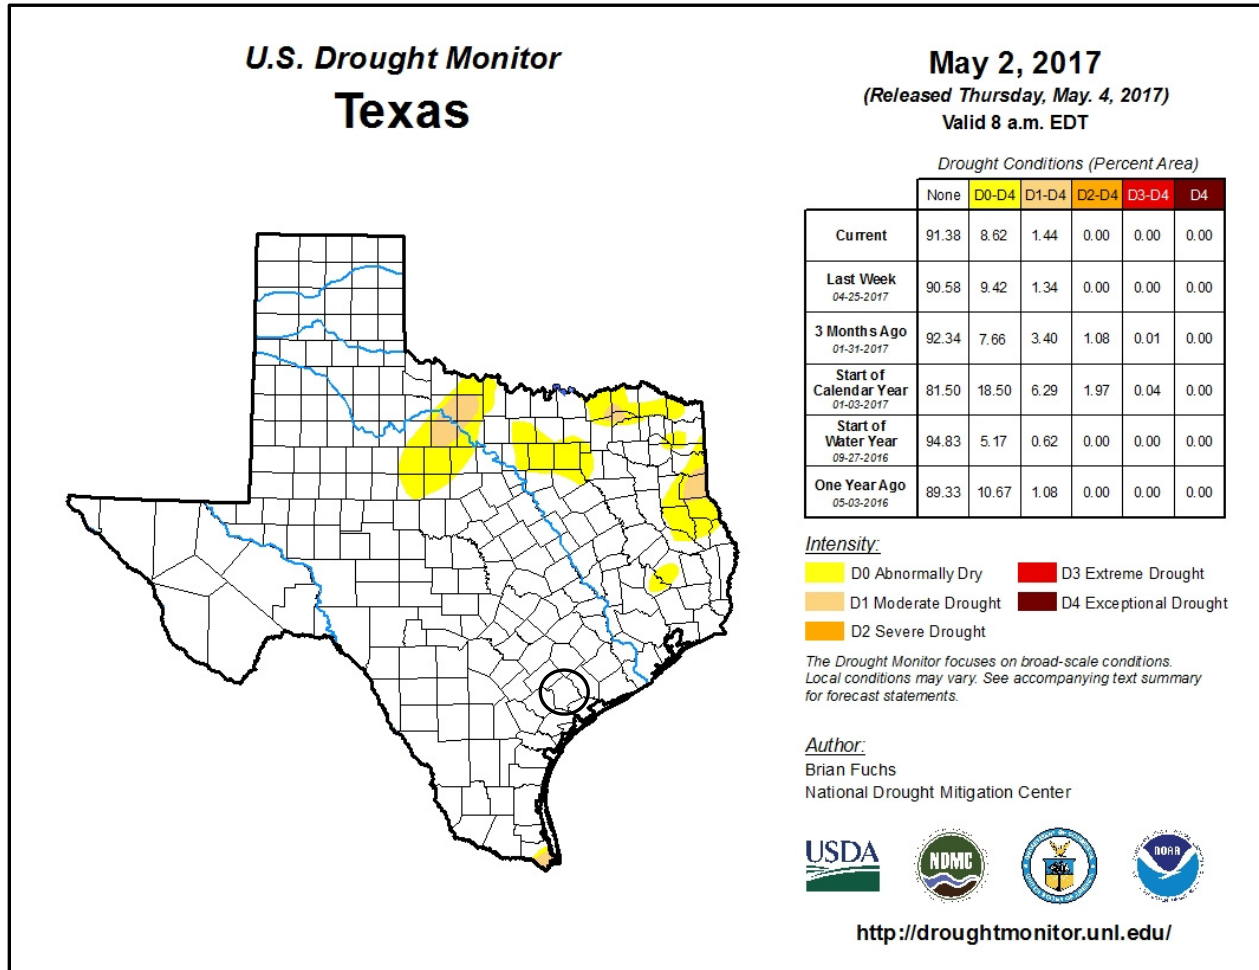 U.S. Drought Monitor
Texas
May 2, 2017
(Released Thursday, May. 4, 2017)
Valid 8 a.m. EDT
Drought Conditions (Percent Area)
None D0-D4 D1-D4 D2-D4 D3-D4 D4
Current 91.38 8.62 1.44 0.00 0.00 0.00
Last Week
04-25-2017 90.58 9.42 1.34 0.00 0.00 0.00
3 Months Ago
01-31-2017 92.34 7.66 3.40 1.08 0.01 0.00
Start of
Calendar Year
01-03-2017 81.50 18.50 6.29 1.97 0.04 0.00
Start of
Water Year
09-27-2016 94.83 5.17 0.62 0.00 0.00 0.00
One Year Ago
05-03-2016 89.33 10.67 1.08 0.00 0.00 0.00
Intensity:
D0 Abnormally Dry
D1 Moderate Drought
D2 Severe Drought
D3 Extreme Drought
D4 Exceptional Drought
The Drought Monitor focuses on broad-scale conditions.
Local conditions may vary. See accompanying text summary
for forecast statements.
Author:
Brian Fuchs
National Drought Mitigation Center
USDA
NDMC
NOAA
http://droughtmonitor.unl.edu/